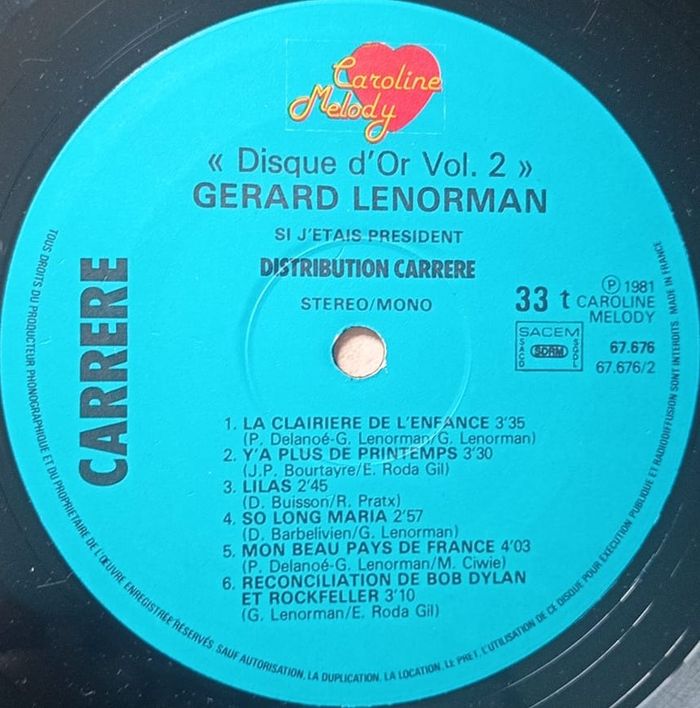 Caroline
Melody
« Disque d'Or Vol. 2 »
GERARD LENORMAN
SI J'ETAIS PRESIDENT
DISTRIBUTION CARRERE
STEREO/MONO
33 t
℗ 1981
CAROLINE
MELODY
SACEM
SACD
SDRM
SGDL
67.676
67.676/2
CARRERE
1. LA CLAIRIERE DE L'ENFANCE 3'35
(P. Delanoé-G. Lenorman/G. Lenorman)
2. Y'A PLUS DE PRINTEMPS 3'30
(J.P. Bourtayre/E. Roda Gil)
3. LILAS 2'45
(D. Buisson/R. Pratx)
4. SO LONG MARIA 2'57
(D. Barbelivien/G. Lenorman)
5. MON BEAU PAYS DE FRANCE 4'03
(P. Delanoé-G. Lenorman/M. Ciwie)
6. RECONCILIATION DE BOB DYLAN
ET ROCKFELLER 3'10
(G. Lenorman/E. Roda Gil)
TOUS DROITS DU PRODUCTEUR PHONOGRAPHIQUE ET DU PROPRIETAIRE DE L'ŒUVRE ENREGISTREE RÉSERVÉS SAUF AUTORISATION, LA DUPLICATION, LA LOCATION, LE PRET, L'UTILISATION DE CE DISQUE POUR EXECUTION PUBLIQUE ET RADIODIFFUSION SONT INTERDITS MADE IN FRANCE